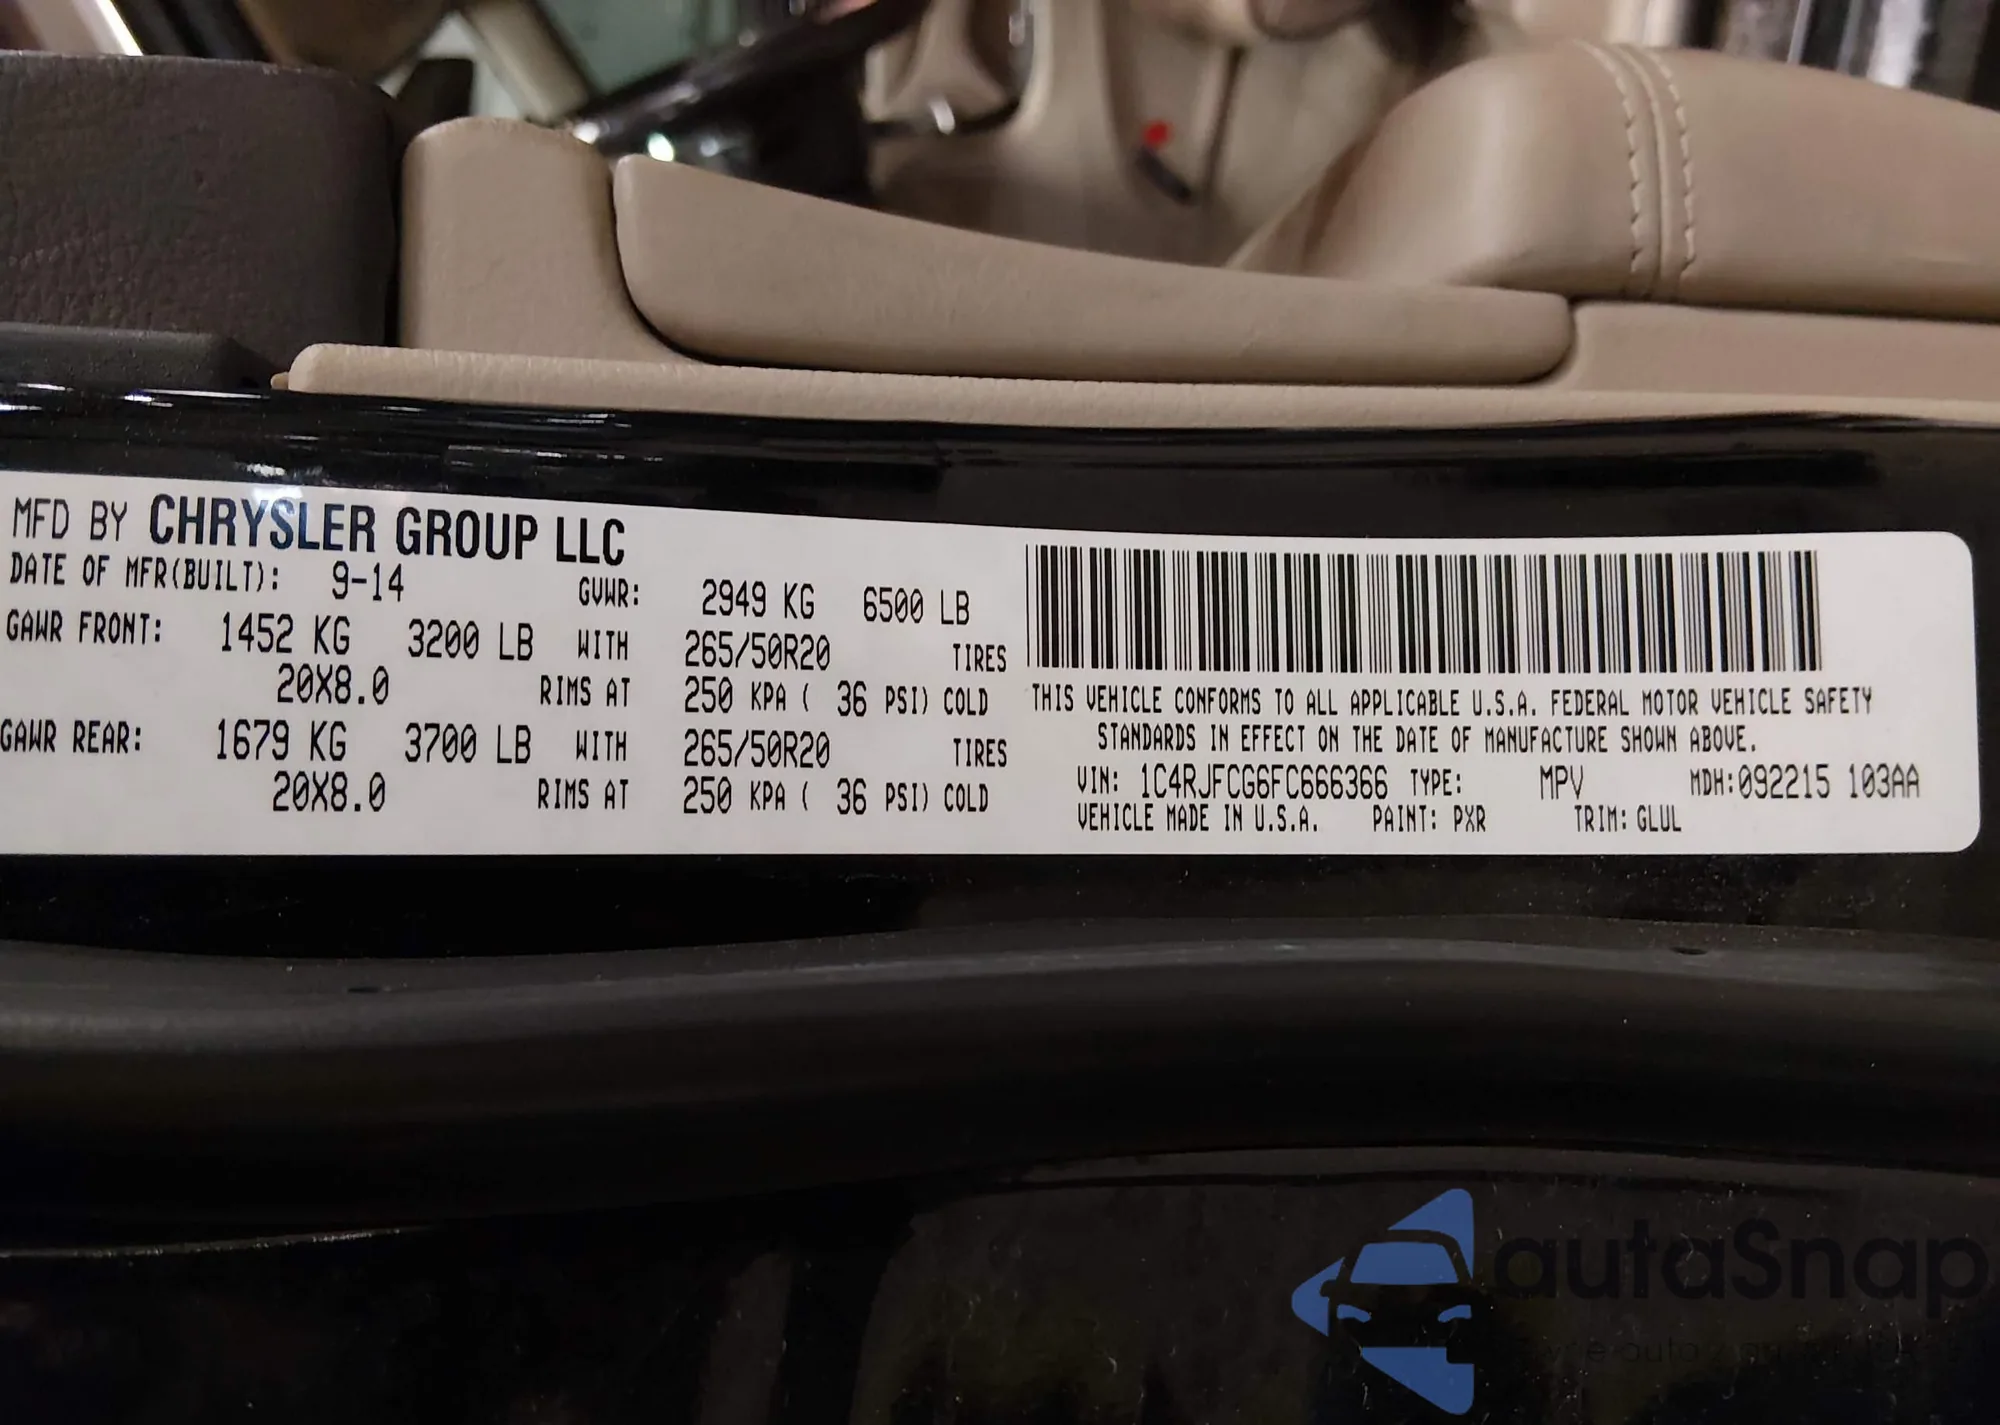 MFD BY CHRYSLER GROUP LLC
DATE OF MFR(BUILT): 9-14 GVWR: 2949 KG 6500 LB
GAWR FRONT: 1452 KG 3200 LB WITH 265/50R20 TIRES
20X8.0 RIMS AT 250 KPA ( 36 PSI) COLD
GAWR REAR: 1679 KG 3700 LB WITH 265/50R20 TIRES
20X8.0 RIMS AT 250 KPA ( 36 PSI) COLD
THIS VEHICLE CONFORMS TO ALL APPLICABLE U.S.A. FEDERAL MOTOR VEHICLE SAFETY
STANDARDS IN EFFECT ON THE DATE OF MANUFACTURE SHOWN ABOVE.
VIN: 1C4RJFCG6FC666366 TYPE: MPV MDH:092215 103AA
VEHICLE MADE IN U.S.A. PAINT: PXR TRIM: GLUL
autaSnap